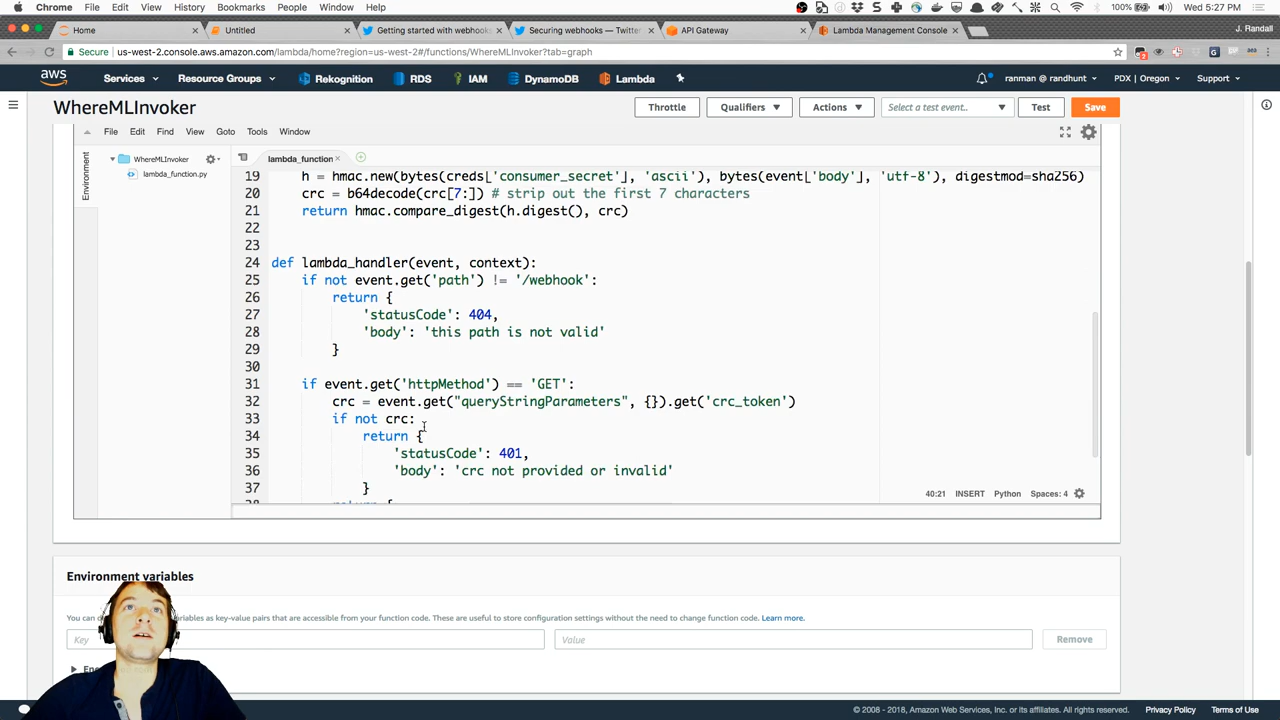 Chrome File Edit View History Bookmarks People Window Help
100% Wed 5:27 PM
Home
Untitled
Getting started with webhooks
Securing webhooks — Twitter
API Gateway
Lambda Management Console
J. Randall
Secure us-west-2.console.aws.amazon.com/lambda/home?region=us-west-2#/functions/WhereMLInvoker?tab=graph
aws Services Resource Groups Rekognition RDS IAM DynamoDB Lambda ranman @ randhunt PDX | Oregon Support
WhereMLInvoker
Throttle Qualifiers Actions Select a test event.. Test Save
File Edit Find View Goto Tools Window
Environment
WhereMLInvoker
lambda_function.py
lambda_function
19 h = hmac.new(bytes(creds['consumer_secret'], 'ascii'), bytes(event['body'], 'utf-8'), digestmod=sha256)
20 crc = b64decode(crc[7:]) # strip out the first 7 characters
21 return hmac.compare_digest(h.digest(), crc)
22
23
24 def lambda_handler(event, context):
25 if not event.get('path') != '/webhook':
26 return {
27 'statusCode': 404,
28 'body': 'this path is not valid'
29 }
30
31 if event.get('httpMethod') == 'GET':
32 crc = event.get("queryStringParameters", {}).get('crc_token')
33 if not crc:
34 return {
35 'statusCode': 401,
36 'body': 'crc not provided or invalid'
37 }
38 return {
40:21 INSERT Python Spaces: 4
Environment variables
You can variables as key-value pairs that are accessible from your function code. These are useful to store configuration settings without the need to change function code. Learn more.
Key
Value
Remove
© 2008 - 2018, Amazon Web Services, Inc. or its affiliates. All rights reserved. Privacy Policy Terms of Use